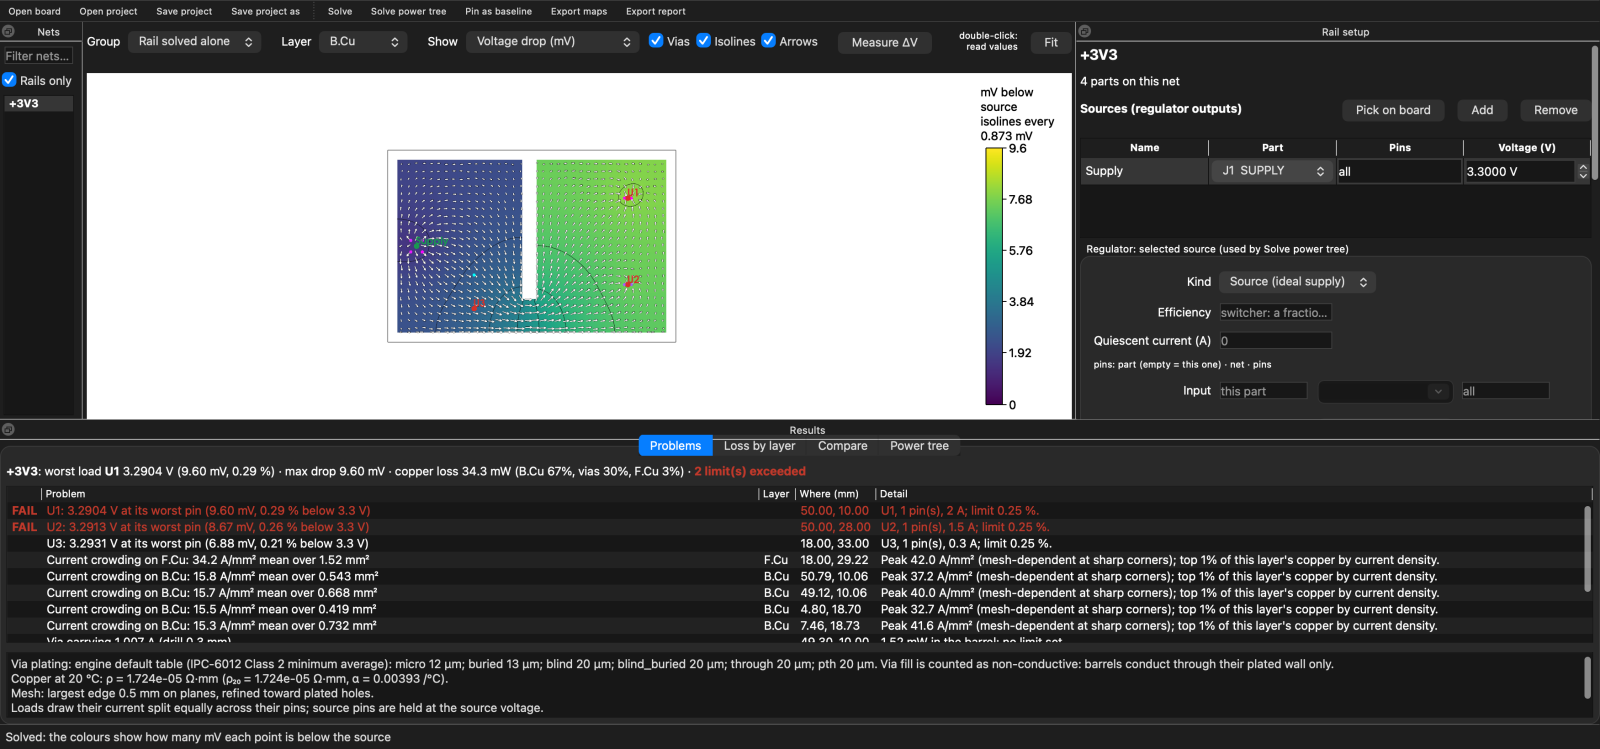 Open board Open project Save project Save project as Solve Solve power tree Pin as baseline Export maps Export report
Nets
Filter nets...
Rails only
+3V3
Group Rail solved alone Layer B.Cu Show Voltage drop (mV) Vias Isolines Arrows Measure ΔV double-click: read values Fit
mV below
source
isolines every
0.873 mV
9.6
7.68
5.76
3.84
1.92
0
U1
U2
Rail setup
+3V3
4 parts on this net
Sources (regulator outputs) Pick on board Add Remove
Name Part Pins Voltage (V)
Supply J1 SUPPLY all 3.3000 V
Regulator: selected source (used by Solve power tree)
Kind Source (ideal supply)
Efficiency switcher: a fractio...
Quiescent current (A) 0
pins: part (empty = this one) · net · pins
Input this part all
Results
Problems Loss by layer Compare Power tree
+3V3: worst load U1 3.2904 V (9.60 mV, 0.29 %) · max drop 9.60 mV · copper loss 34.3 mW (B.Cu 67%, vias 30%, F.Cu 3%) · 2 limit(s) exceeded
Problem Layer Where (mm) Detail
FAIL U1: 3.2904 V at its worst pin (9.60 mV, 0.29 % below 3.3 V) 50.00, 10.00 U1, 1 pin(s), 2 A; limit 0.25 %.
FAIL U2: 3.2913 V at its worst pin (8.67 mV, 0.26 % below 3.3 V) 50.00, 28.00 U2, 1 pin(s), 1.5 A; limit 0.25 %.
U3: 3.2931 V at its worst pin (6.88 mV, 0.21 % below 3.3 V) 18.00, 33.00 U3, 1 pin(s), 0.3 A; limit 0.25 %.
Current crowding on F.Cu: 34.2 A/mm² mean over 1.52 mm² F.Cu 18.00, 29.22 Peak 42.0 A/mm² (mesh-dependent at sharp corners); top 1% of this layer's copper by current density.
Current crowding on B.Cu: 15.8 A/mm² mean over 0.543 mm² B.Cu 50.79, 10.06 Peak 37.2 A/mm² (mesh-dependent at sharp corners); top 1% of this layer's copper by current density.
Current crowding on B.Cu: 15.7 A/mm² mean over 0.668 mm² B.Cu 49.12, 10.06 Peak 40.0 A/mm² (mesh-dependent at sharp corners); top 1% of this layer's copper by current density.
Current crowding on B.Cu: 15.5 A/mm² mean over 0.419 mm² B.Cu 4.80, 18.70 Peak 32.7 A/mm² (mesh-dependent at sharp corners); top 1% of this layer's copper by current density.
Current crowding on B.Cu: 15.3 A/mm² mean over 0.732 mm² B.Cu 7.46, 18.73 Peak 41.6 A/mm² (mesh-dependent at sharp corners); top 1% of this layer's copper by current density.
Via carrying 1.007 A (drill 0.3 mm) 49.30, 10.00 1.52 mW in the barrel; no limit set
Via plating: engine default table (IPC-6012 Class 2 minimum average): micro 12 µm; buried 13 µm; blind 20 µm; blind_buried 20 µm; through 20 µm; pth 20 µm. Via fill is counted as non-conductive: barrels conduct through their plated wall only.
Copper at 20 °C: ρ = 1.724e-05 Ω·mm (ρ₂₀ = 1.724e-05 Ω·mm, α = 0.00393 /°C).
Mesh: largest edge 0.5 mm on planes, refined toward plated holes.
Loads draw their current split equally across their pins; source pins are held at the source voltage.
Solved: the colours show how many mV each point is below the source